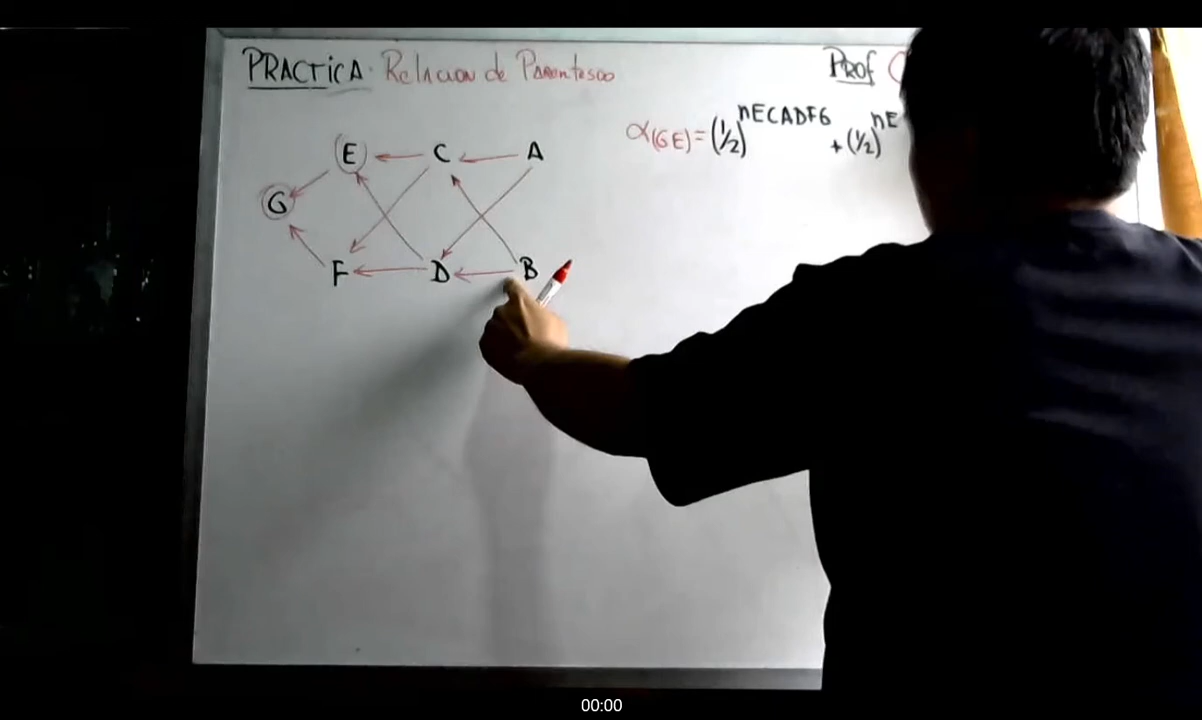 PRACTICA. Relacion de Parentesco
PROF
α(GE) = (1/2)^nECADFG + (1/2)^nE
E C A
G
F D B
00:00